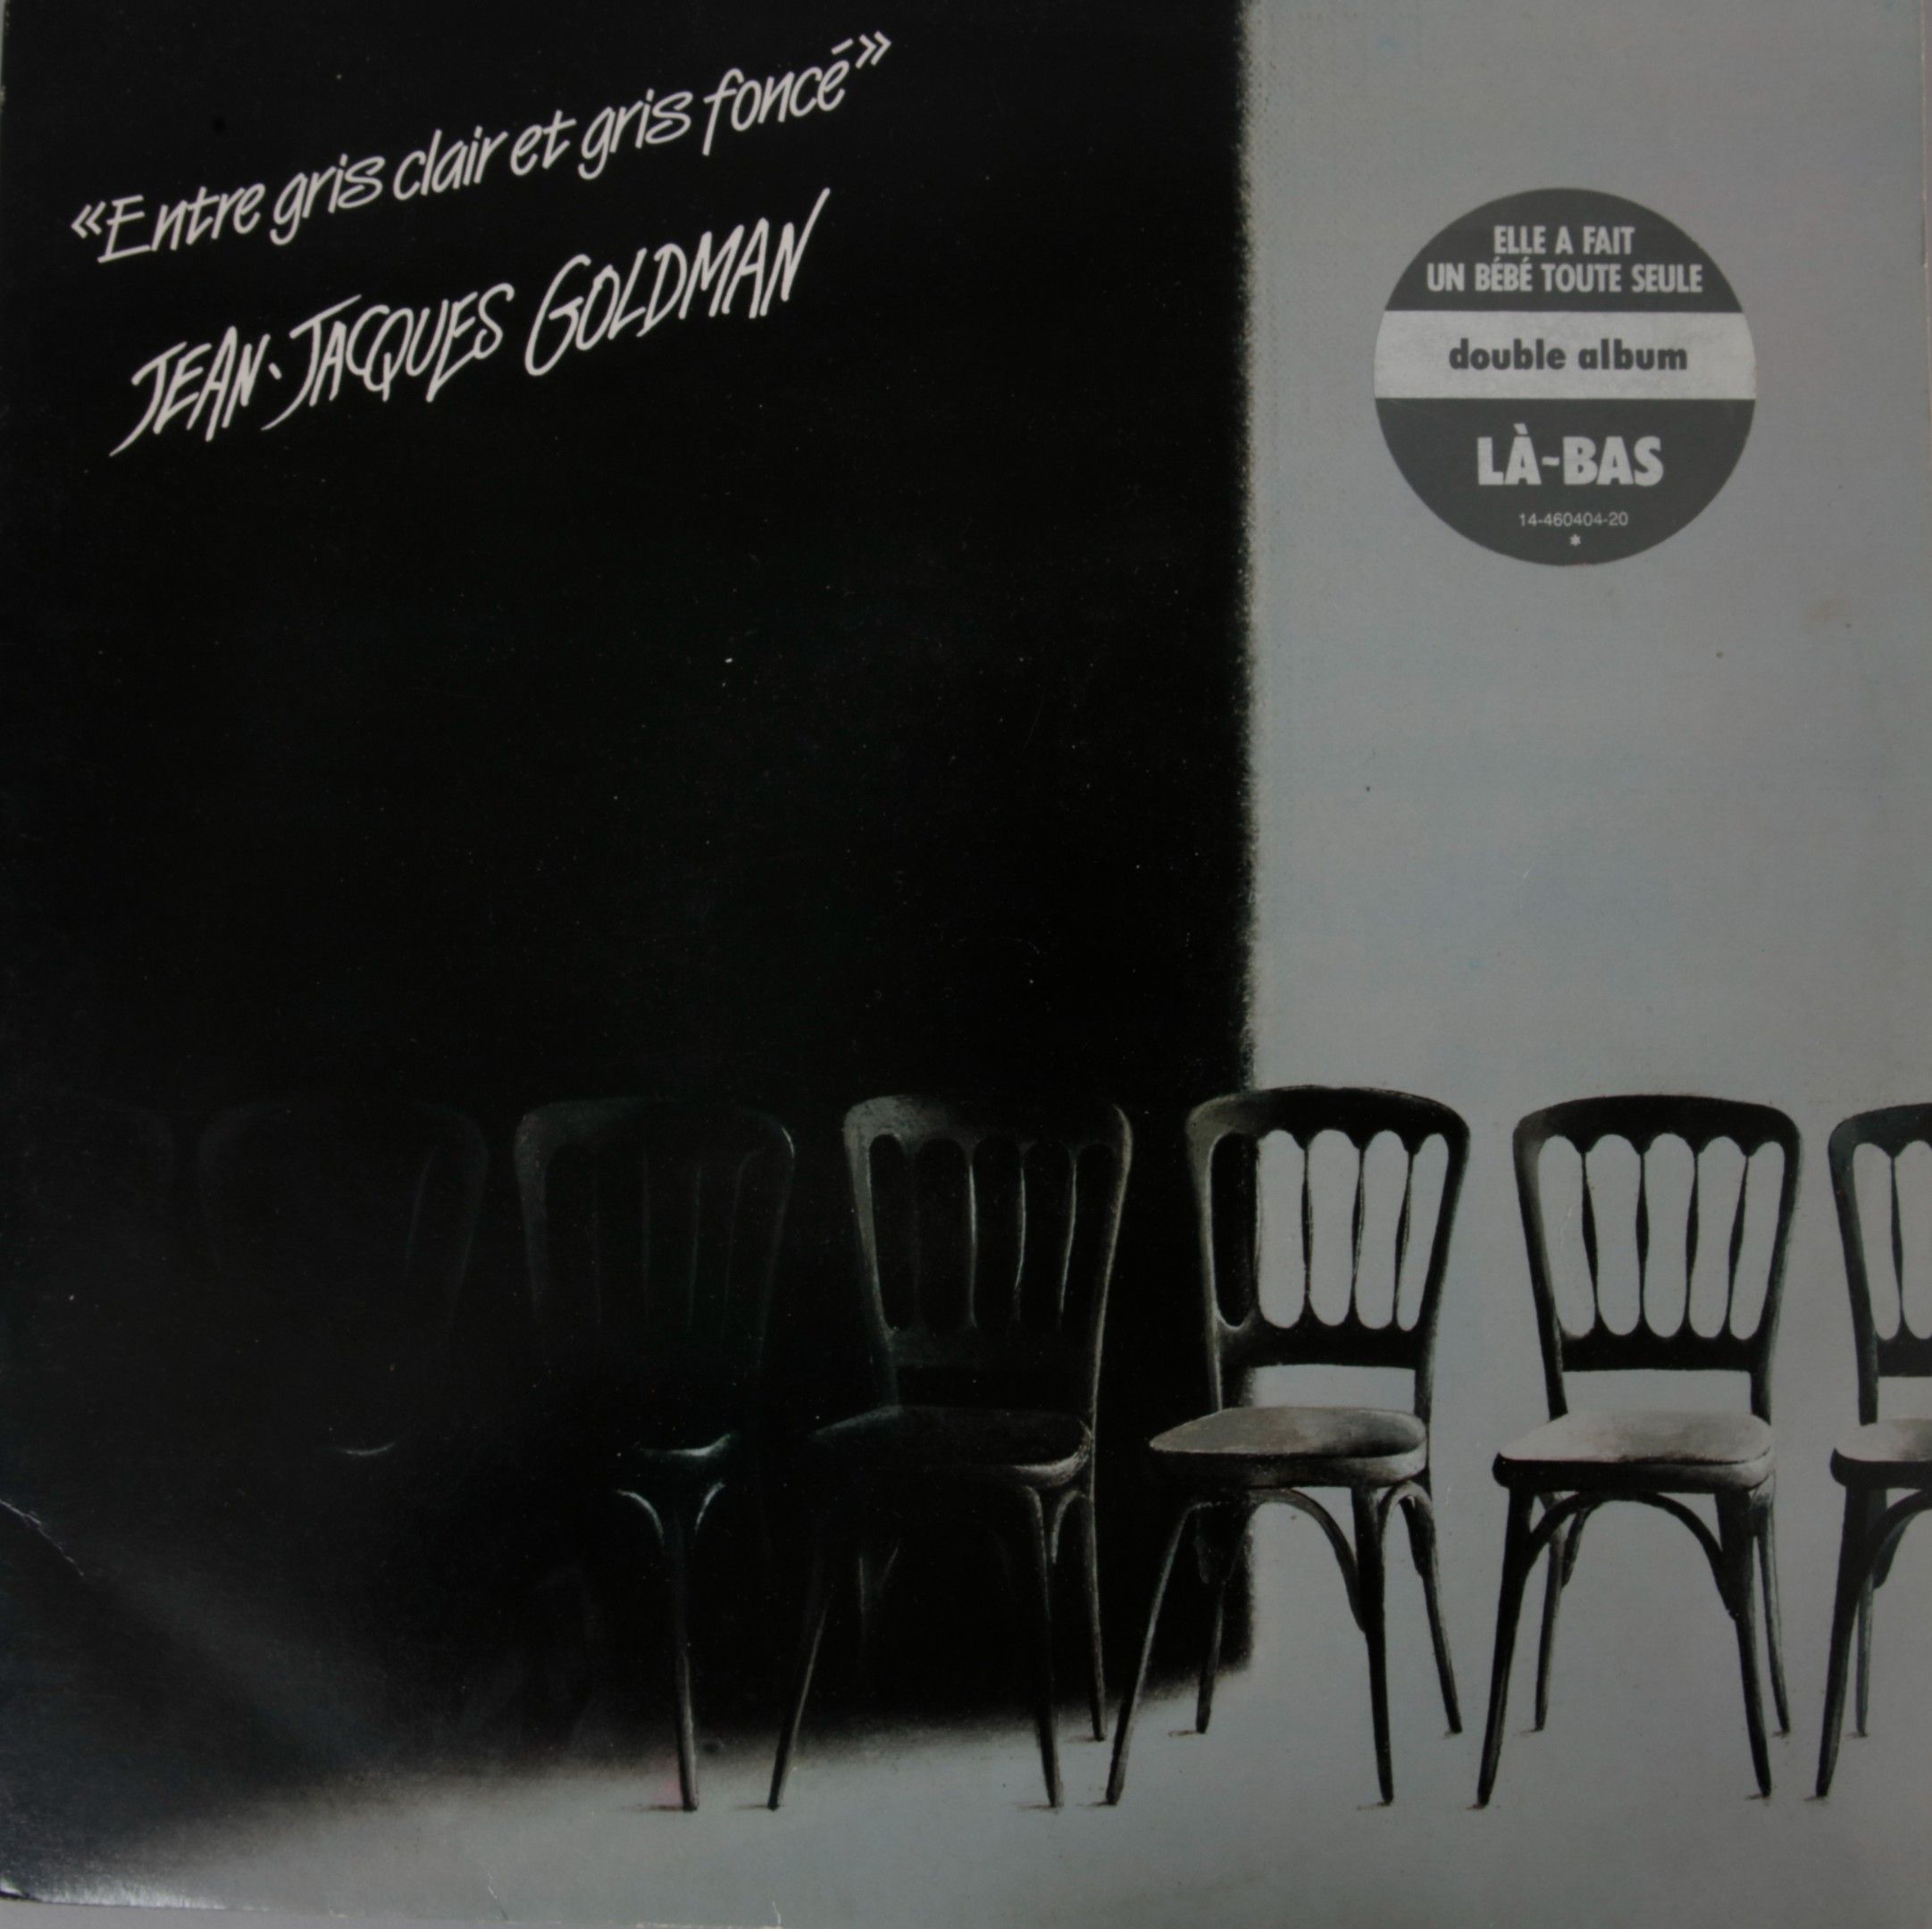 «Entre gris clair et gris foncé»
JEAN-JACQUES GOLDMAN
ELLE A FAIT
UN BÉBÉ TOUTE SEULE
double album
LÀ-BAS
14-460404-20
*